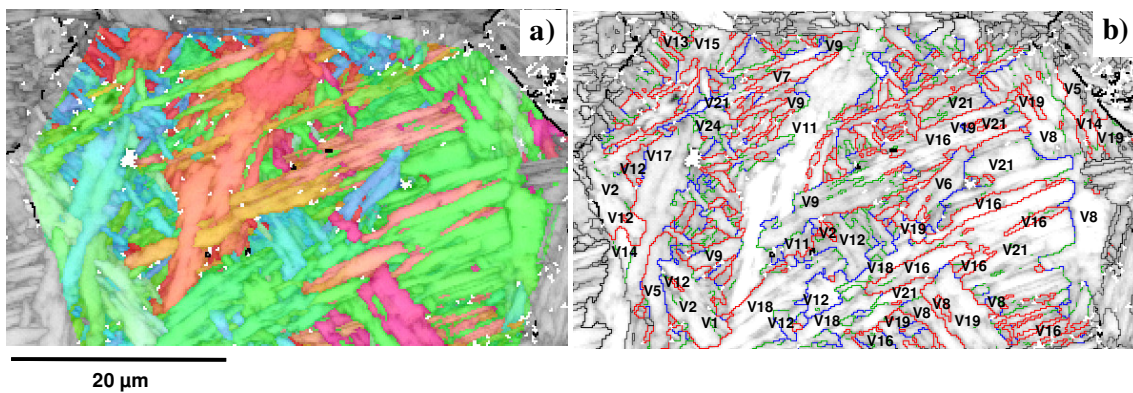 a)
b)
V13 V15 V9
V7 V5
V21 V9 V21 V19 V14
V24 V11 V19 V21 V19
V16 V8
V17
V12 V21
V2 V6
V9 V16
V12 V19 V16 V8
V14 V2 V12
V11 V21
V9 V18 V16 V16
V5 V12
V21
V2 V18 V12 V8 V8
V1 V12 V18 V19 V8 V19 V16
V16
20 µm